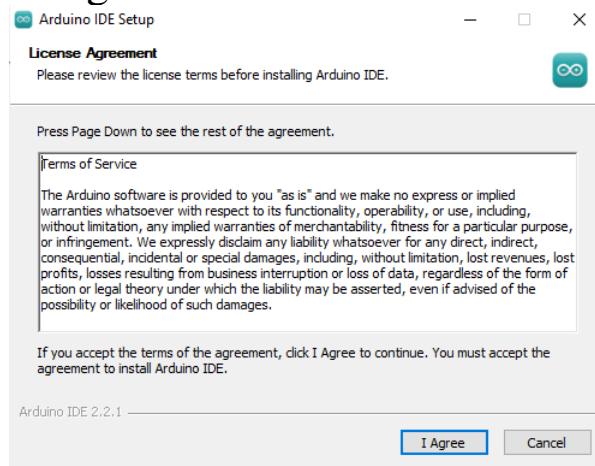 Arduino IDE Setup
License Agreement
Please review the license terms before installing Arduino IDE.
Press Page Down to see the rest of the agreement.
Terms of Service
The Arduino software is provided to you "as is" and we make no express or implied
warranties whatsoever with respect to its functionality, operability, or use, including,
without limitation, any implied warranties of merchantability, fitness for a particular purpose,
or infringement. We expressly disclaim any liability whatsoever for any direct, indirect,
consequential, incidental or special damages, including, without limitation, lost revenues, lost
profits, losses resulting from business interruption or loss of data, regardless of the form of
action or legal theory under which the liability may be asserted, even if advised of the
possibility or likelihood of such damages.
If you accept the terms of the agreement, click I Agree to continue. You must accept the
agreement to install Arduino IDE.
Arduino IDE 2.2.1
I Agree
Cancel